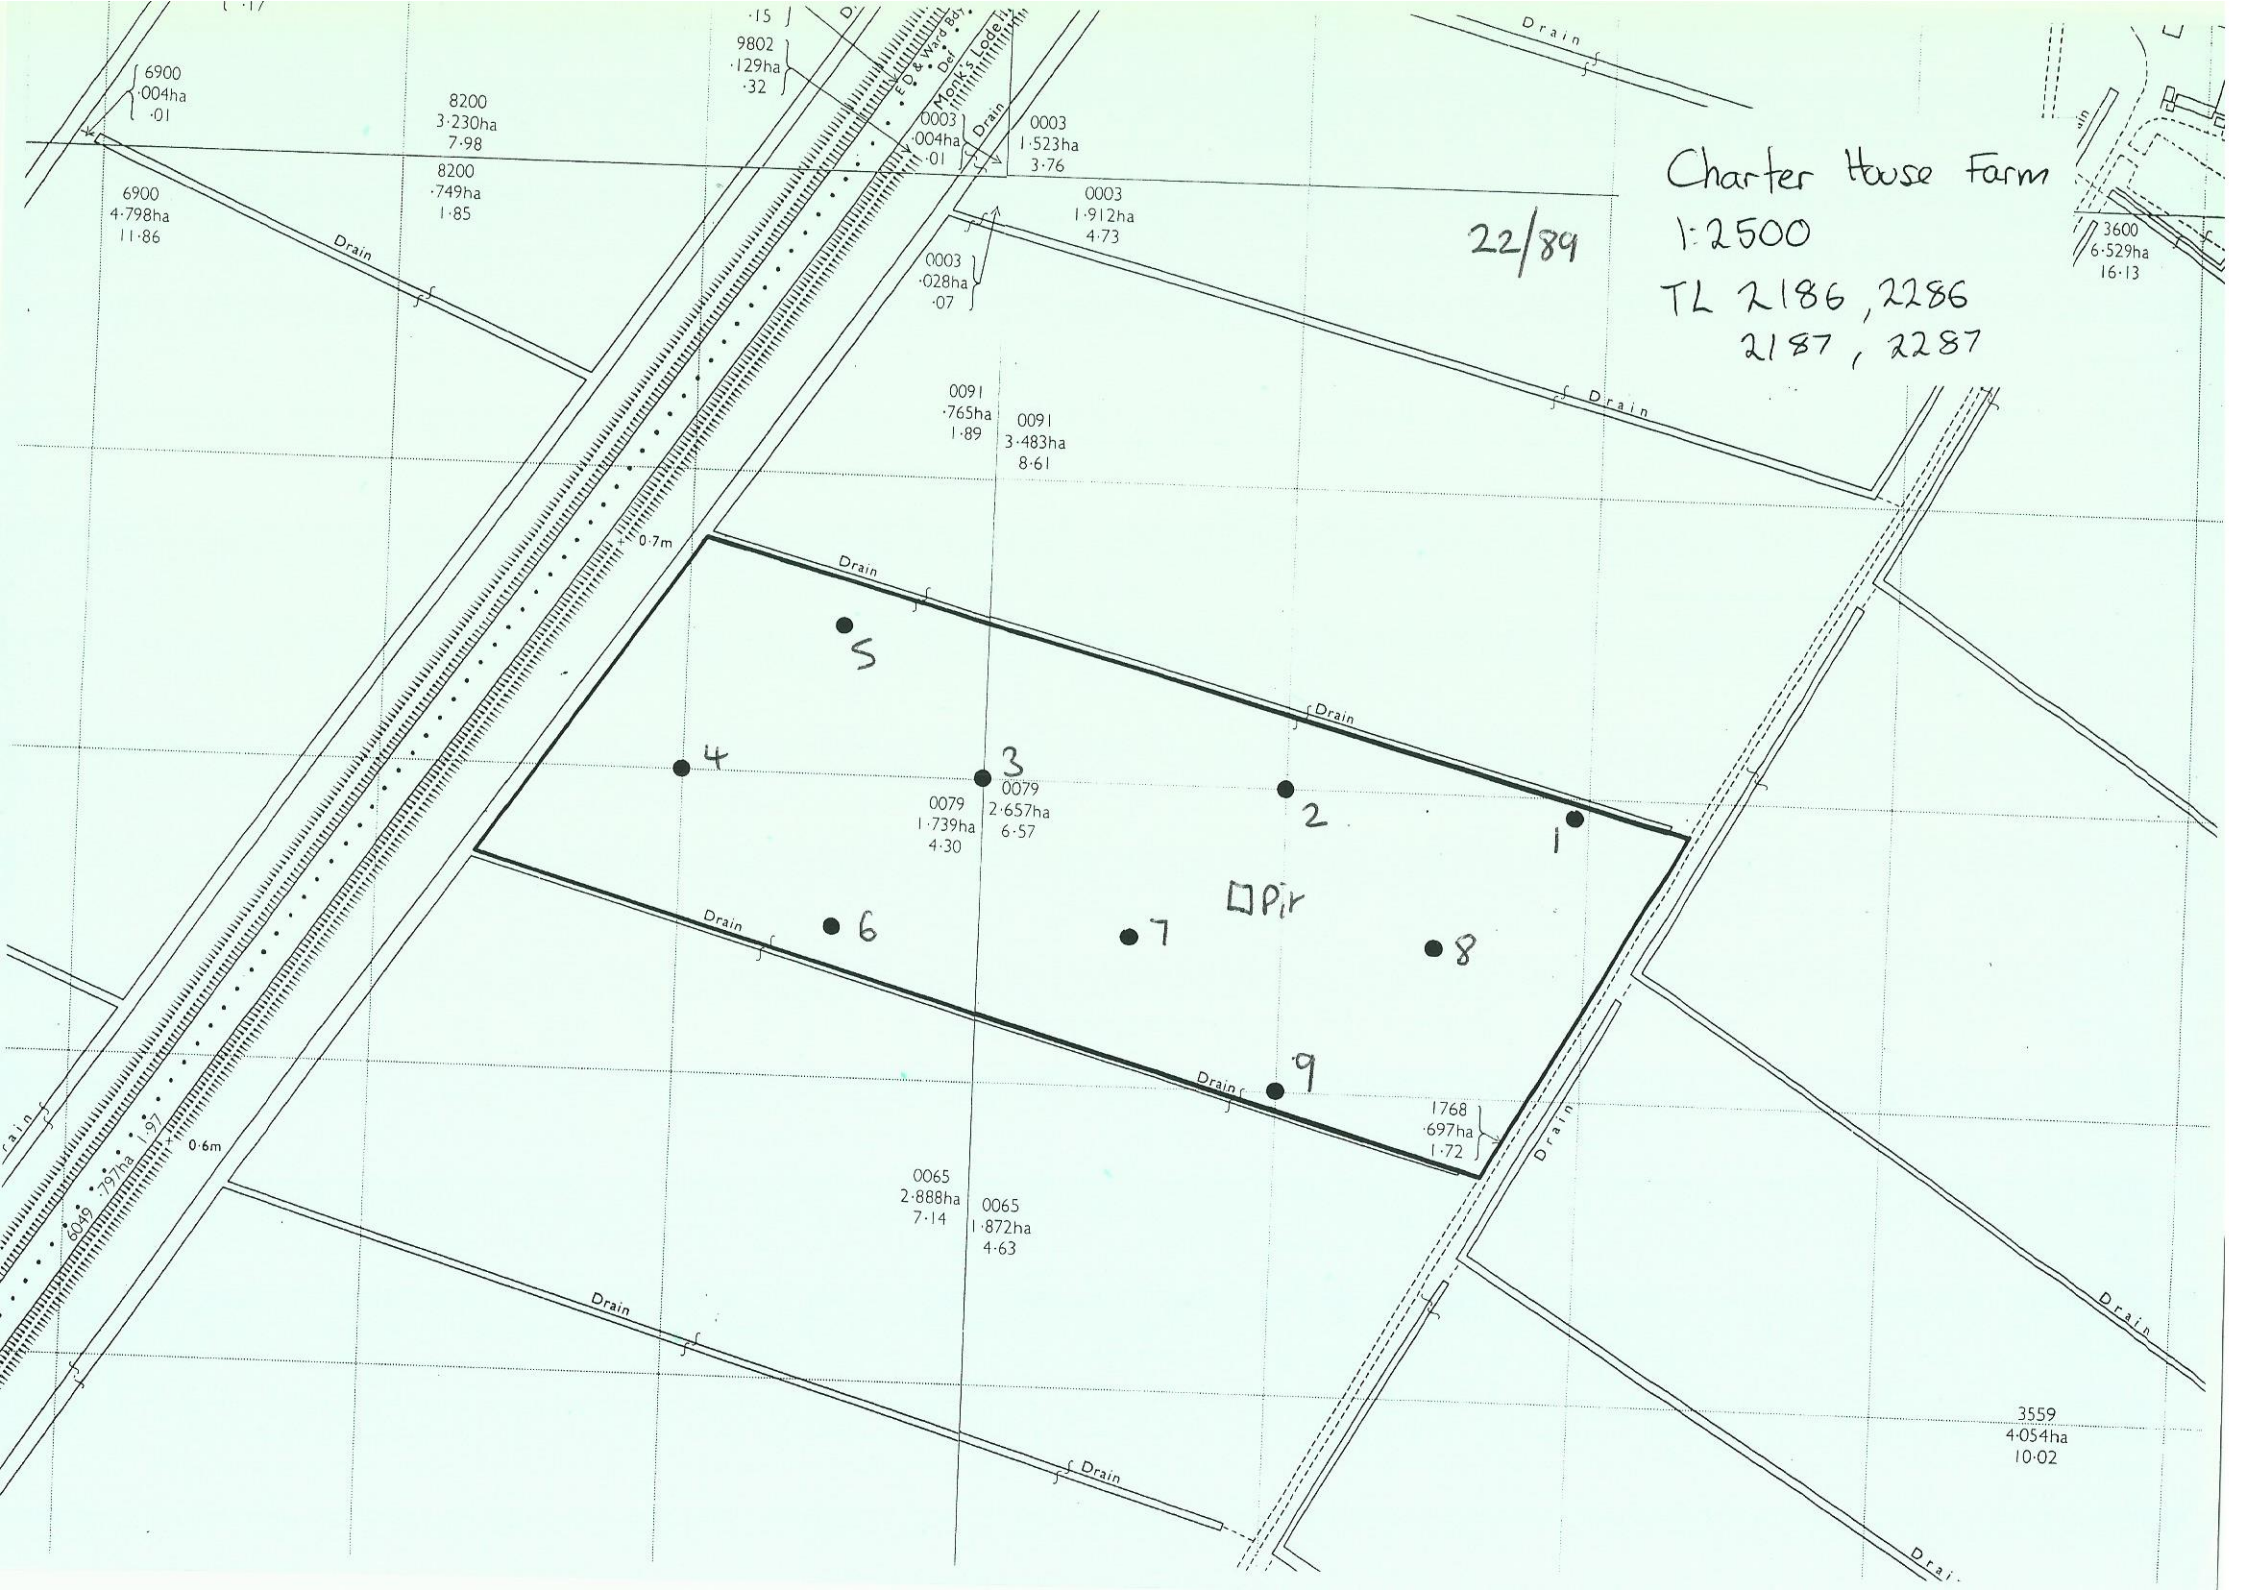 ·15
9802
·129ha
·32
ED & Ward Bdy
Def
Monk's Lode
Drain
Drain
6900
·004ha
·01
8200
3·230ha
7·98
0003
·004ha
·01
0003
1·523ha
3·76
Charter House Farm
1:2500
TL 2186, 2286
2187, 2287
22/89
6900
4·798ha
11·86
8200
·749ha
1·85
0003
1·912ha
4·73
3600
6·529ha
16·13
Drain
0003
·028ha
·07
0091
·765ha
1·89
0091
3·483ha
8·61
Drain
0·7m
Drain
5
Drain
4
3
2
1
0079
1·739ha
4·30
0079
2·657ha
6·57
Pit
6
7
8
Drain
9
Drain
1768
·697ha
1·72
Drain
0·6m
6049
·797ha
1·97
0065
2·888ha
7·14
0065
1·872ha
4·63
Drain
Drain
Drain
3559
4·054ha
10·02